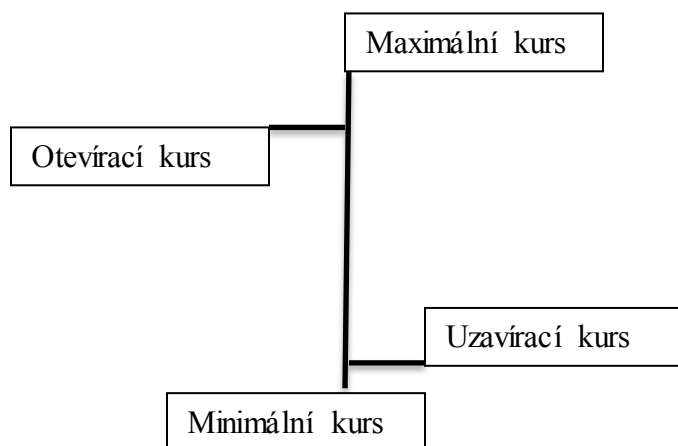 Maximální kurs
Otevírací kurs
Uzavírací kurs
Minimální kurs